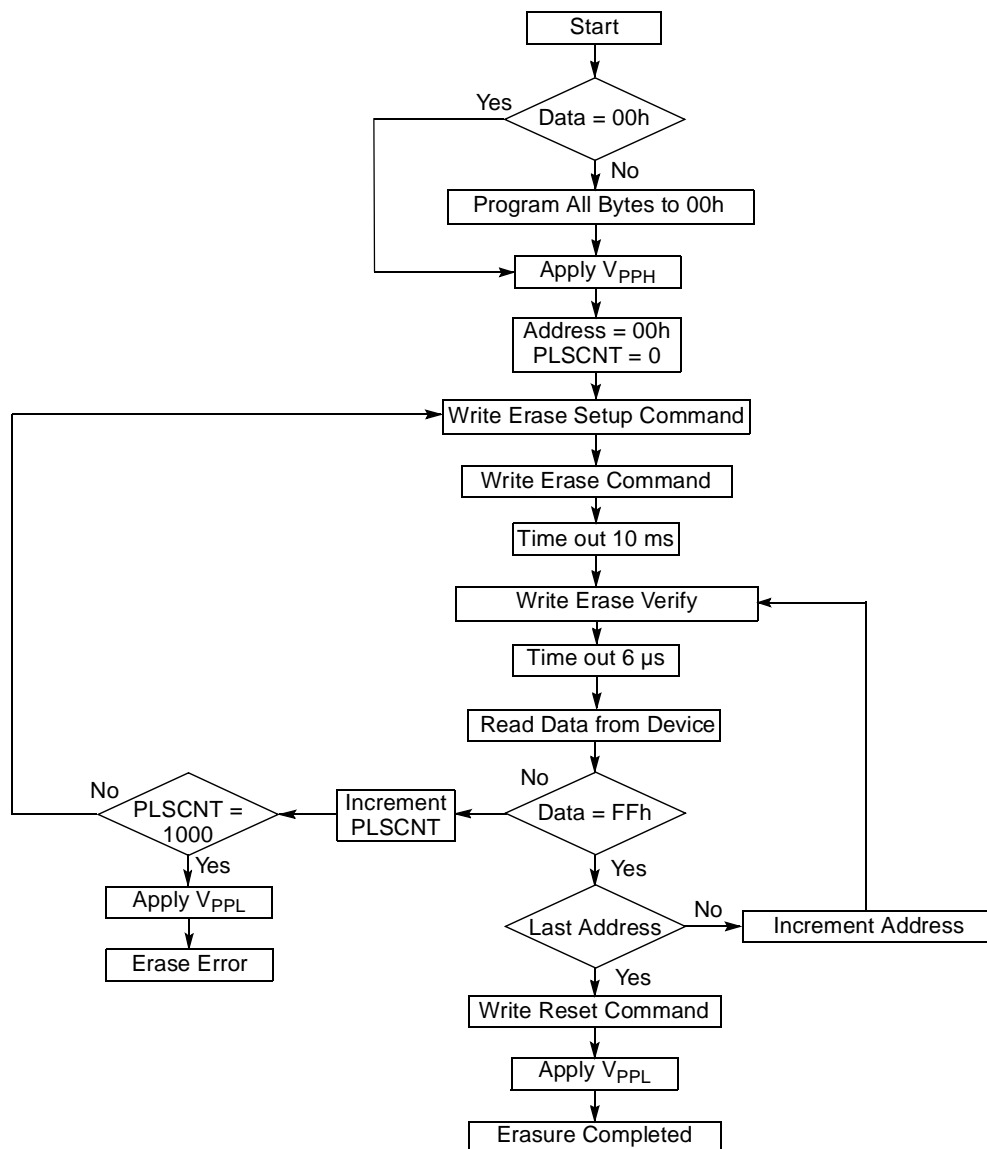 Start
Yes
Data = 00h
No
Program All Bytes to 00h
Apply VPPH
Address = 00h
PLSCNT = 0
Write Erase Setup Command
Write Erase Command
Time out 10 ms
Write Erase Verify
Time out 6 µs
Read Data from Device
No
PLSCNT =
1000
Increment
PLSCNT
No
Data = FFh
Yes
Yes
Apply VPPL
Last Address
No
Increment Address
Erase Error
Yes
Write Reset Command
Apply VPPL
Erasure Completed